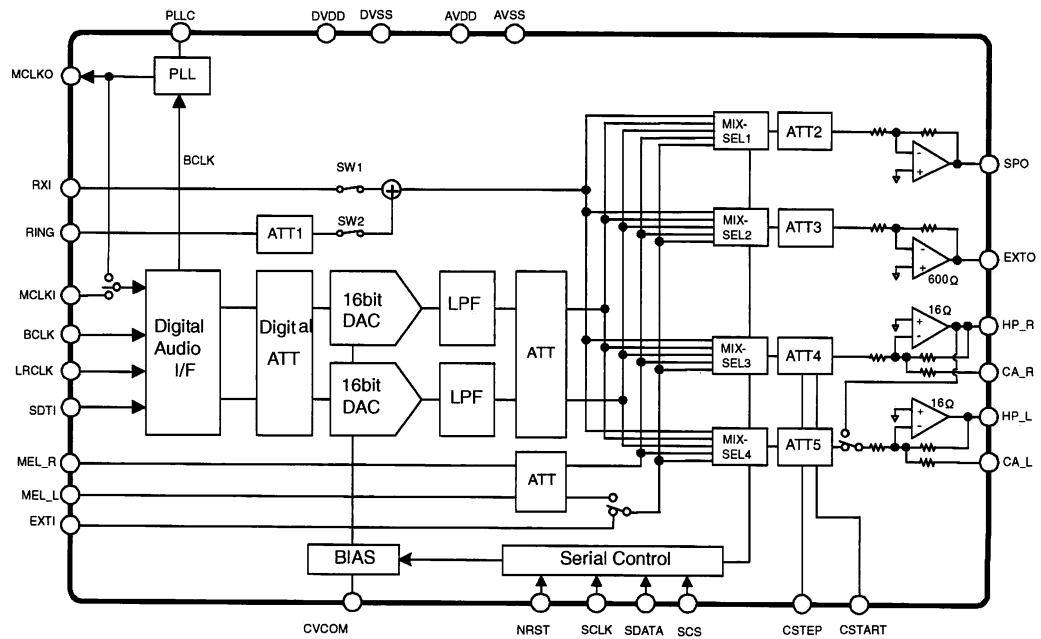 PLLC
DVDD
DVSS
AVDD
AVSS
MCLKO
PLL
BCLK
MIX-
SEL1
ATT2
SPO
RXI
SW1
RING
ATT1
SW2
MIX-
SEL2
ATT3
EXTO
600Ω
MCLKI
BCLK
LRCLK
SDTI
Digital
Audio
I/F
Digital
ATT
16bit
DAC
LPF
16bit
DAC
LPF
ATT
MIX-
SEL3
ATT4
16Ω
HP_R
CA_R
MIX-
SEL4
ATT5
16Ω
HP_L
CA_L
MEL_R
MEL_L
EXTI
ATT
BIAS
Serial Control
CVCOM
NRST
SCLK
SDATA
SCS
CSTEP
CSTART